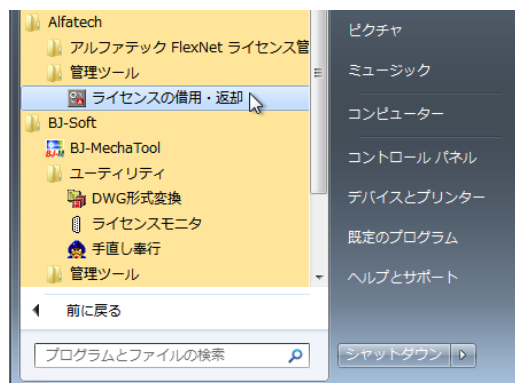 Alfatech
アルファテック FlexNet ライセンス管
管理ツール
ライセンスの借用・返却
BJ-Soft
BJ-MechaTool
ユーティリティ
DWG形式変換
ライセンスモニタ
手直し奉行
管理ツール
前に戻る
プログラムとファイルの検索
ピクチャ
ミュージック
コンピューター
コントロール パネル
デバイスとプリンター
既定のプログラム
ヘルプとサポート
シャットダウン